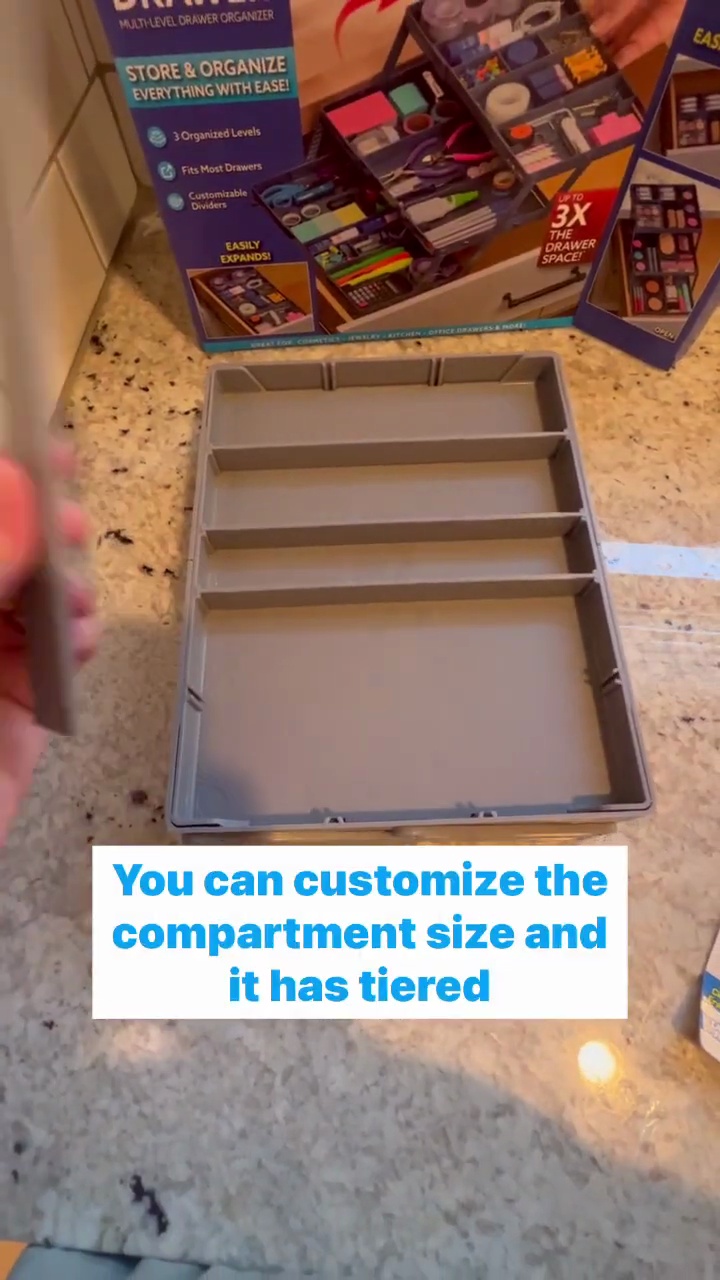 MULTI-LEVEL DRAWER ORGANIZER
STORE & ORGANIZE
EVERYTHING WITH EASE!
3 Organized Levels
Fits Most Drawers
Customizable
Dividers
EASILY
EXPANDS!
UP TO
3X
THE
DRAWER
SPACE!
GREAT FOR: COSMETICS - JEWELRY - KITCHEN - OFFICE DRAWERS & MORE!
OPEN
You can customize the
compartment size and
it has tiered